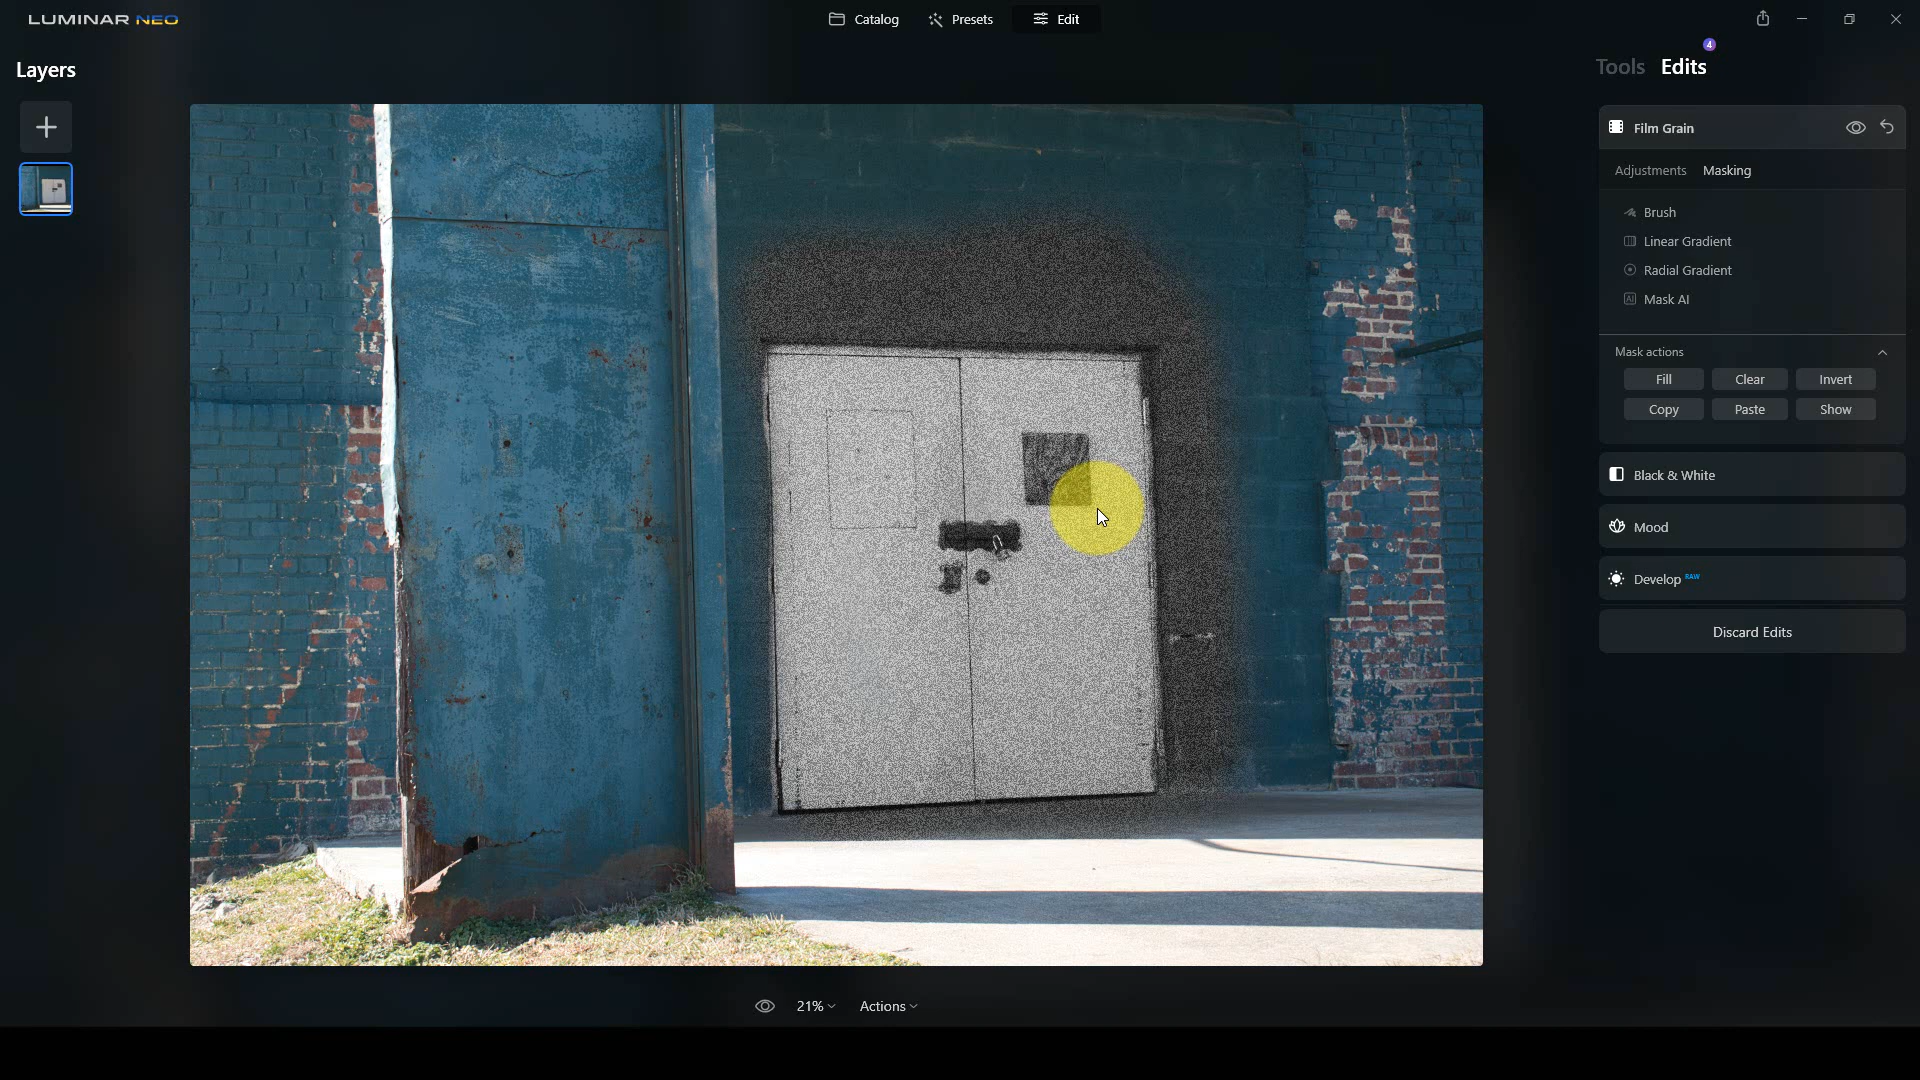 LUMINAR NEO
Catalog
Presets
Edit
Layers
4
Tools Edits
Film Grain
Adjustments Masking
Brush
Linear Gradient
Radial Gradient
AI Mask AI
Mask actions
Fill Clear Invert
Copy Paste Show
Black & White
Mood
Develop RAW
Discard Edits
21% Actions